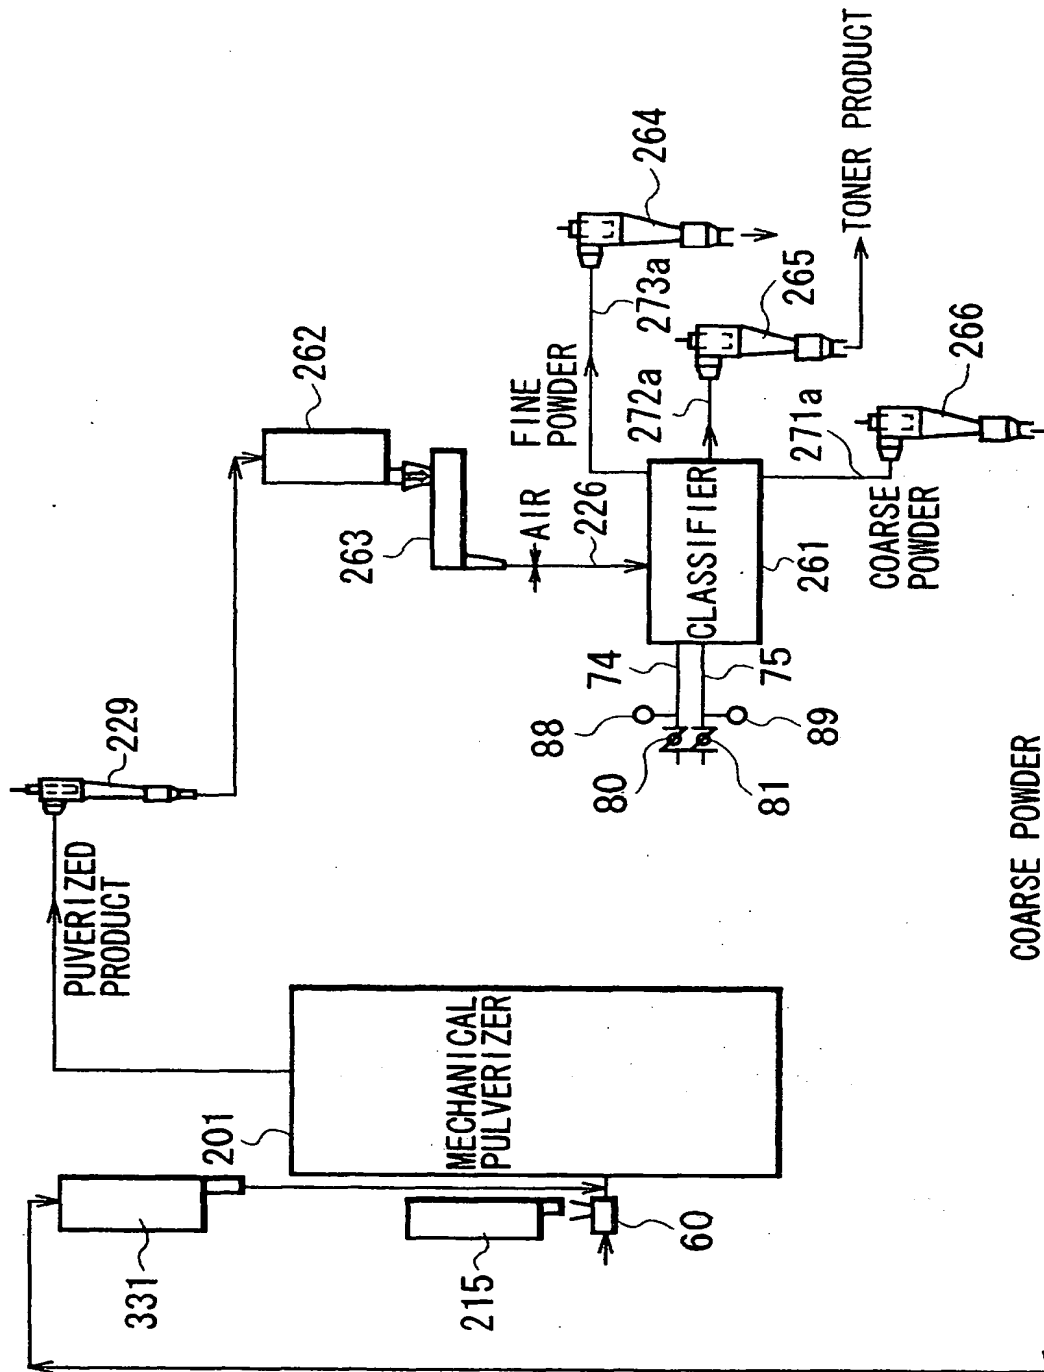 331
201
PUVERIZED
PRODUCT
229
262
263
AIR
226
FINE
POWDER
273a
264
MECHANICAL
PULVERIZER
215
60
88
80
74
75
81
89
CLASSIFIER
261
272a
265
TONER PRODUCT
271a
266
COARSE
POWDER
COARSE POWDER